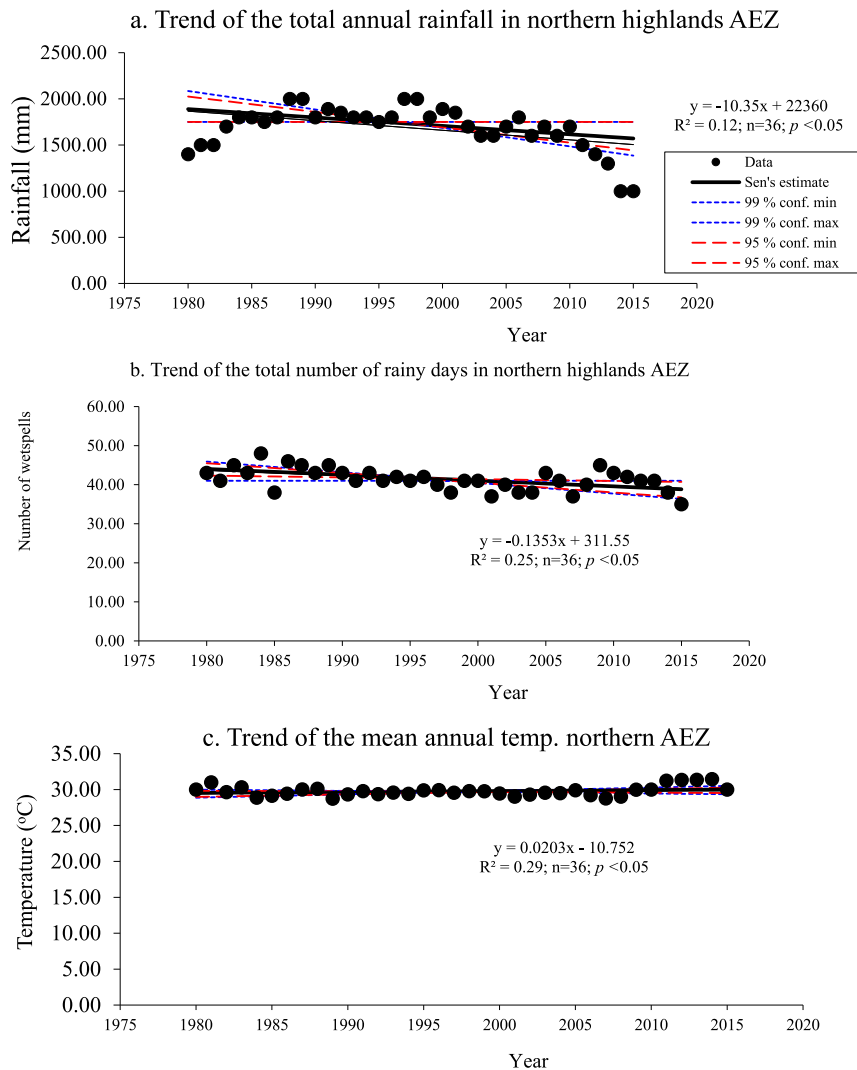 a. Trend of the total annual rainfall in northern highlands AEZ
Rainfall (mm)
2500.00
2000.00
1500.00
1000.00
500.00
0.00
1975 1980 1985 1990 1995 2000 2005 2010 2015 2020
Year
y = -10.35x + 22360
R² = 0.12; n=36; p <0.05
Data
Sen's estimate
99 % conf. min
99 % conf. max
95 % conf. min
95 % conf. max
b. Trend of the total number of rainy days in northern highlands AEZ
Number of wetspells
60.00
50.00
40.00
30.00
20.00
10.00
0.00
y = -0.1353x + 311.55
R² = 0.25; n=36; p <0.05
1975 1980 1985 1990 1995 2000 2005 2010 2015 2020
Year
c. Trend of the mean annual temp. northern AEZ
Temperature (°C)
35.00
30.00
25.00
20.00
15.00
10.00
5.00
0.00
y = 0.0203x - 10.752
R² = 0.29; n=36; p <0.05
1975 1980 1985 1990 1995 2000 2005 2010 2015 2020
Year